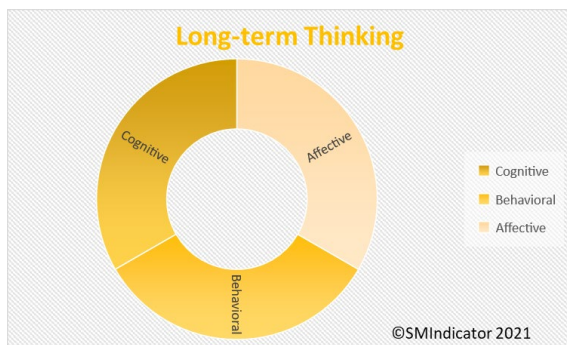 Long-term Thinking
Cognitive
Affective
Behavioral
Cognitive
Behavioral
Affective
©SMIndicator 2021